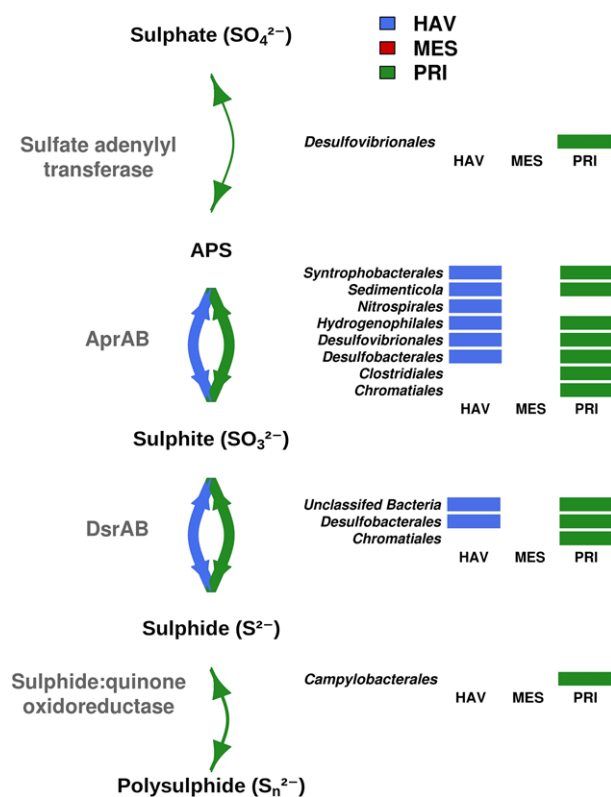 Sulphate (SO₄²⁻)
HAV
MES
PRI
Sulfate adenylyl
transferase
Desulfovibrionales
HAV MES PRI
APS
AprAB
Syntrophobacterales
Sedimenticola
Nitrospirales
Hydrogenophilales
Desulfovibrionales
Desulfobacterales
Clostridiales
Chromatiales
HAV MES PRI
Sulphite (SO₃²⁻)
DsrAB
Unclassifed Bacteria
Desulfobacterales
Chromatiales
HAV MES PRI
Sulphide (S²⁻)
Sulphide:quinone
oxidoreductase
Campylobacterales
HAV MES PRI
Polysulphide (Sₙ²⁻)